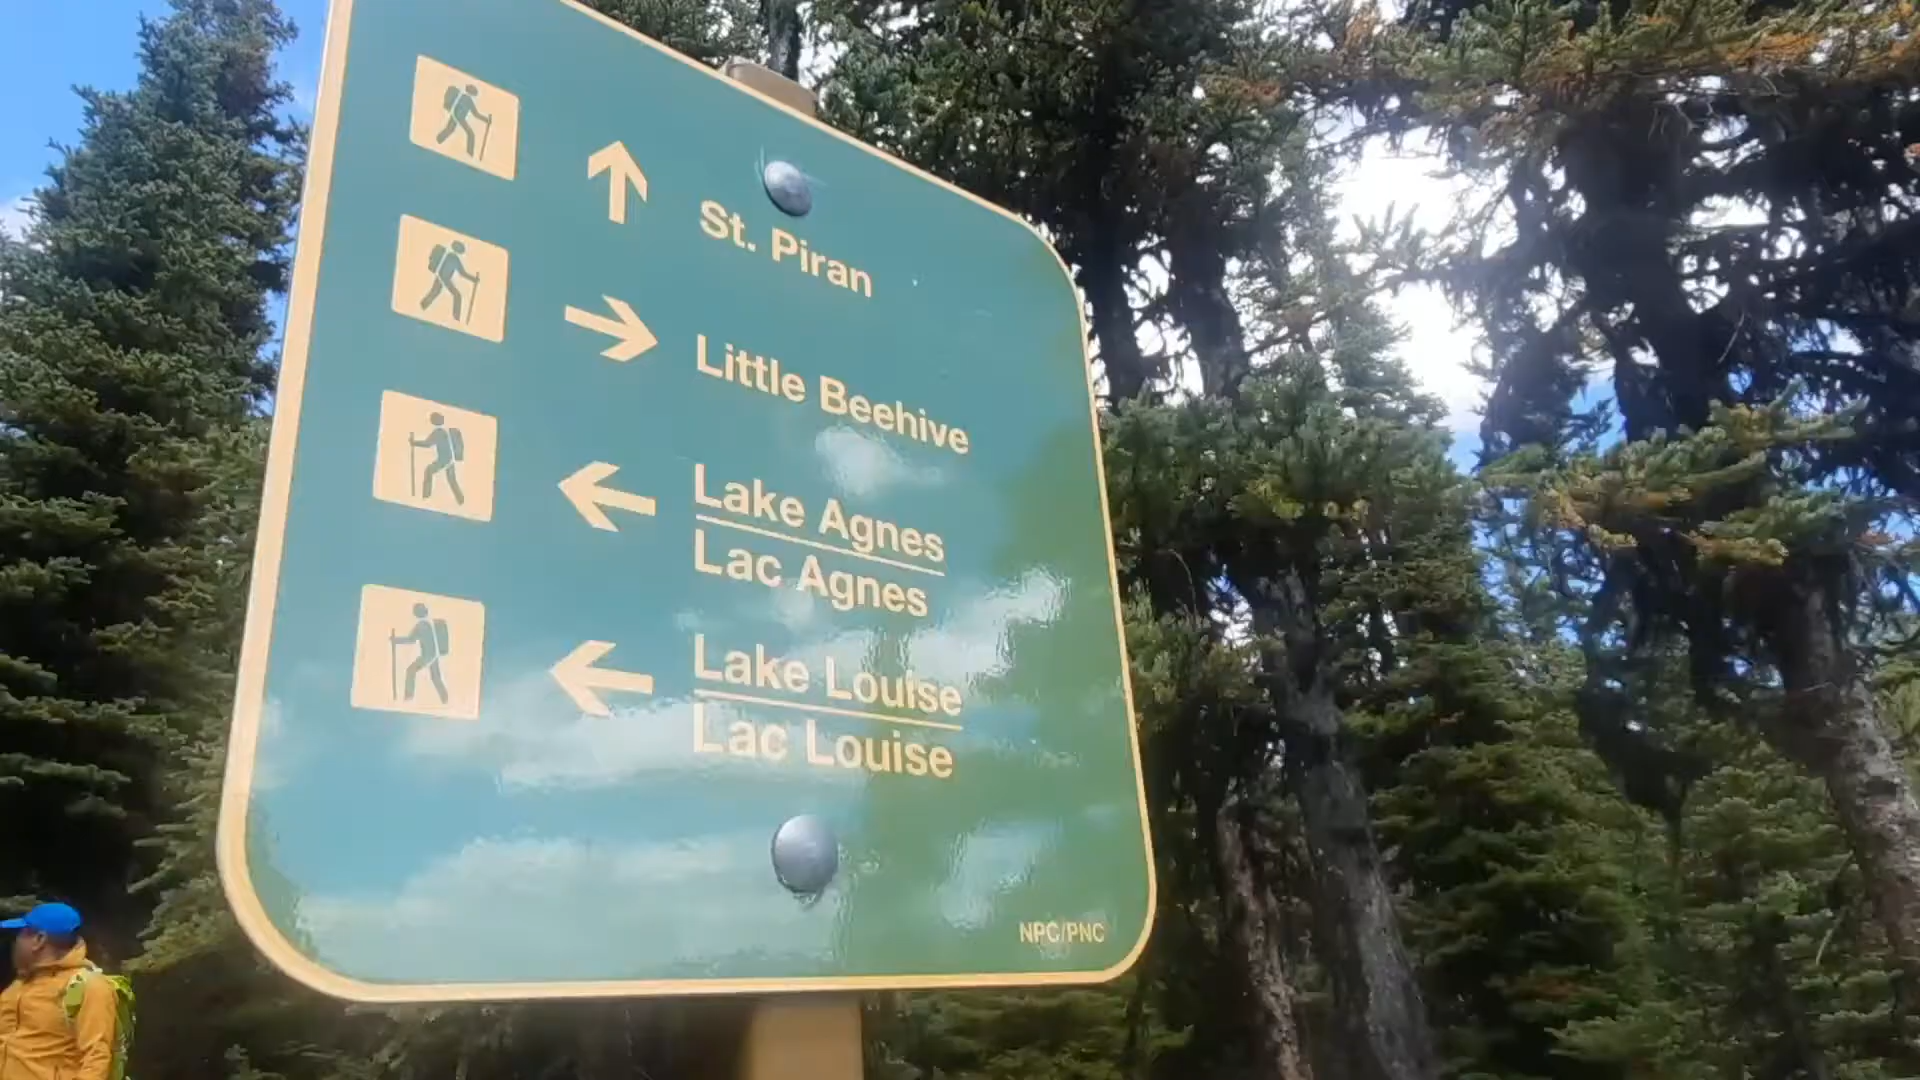 St. Piran
Little Beehive
Lake Agnes
Lac Agnes
Lake Louise
Lac Louise
NPC/PNC